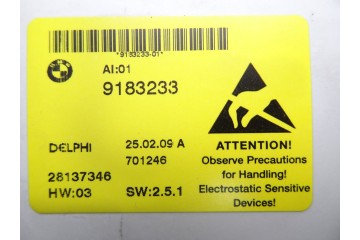 *9183233-01*
AI:01
9183233
DELPHI
25.02.09 A
701246
28137346
HW:03
SW:2.5.1
ATTENTION!
Observe Precautions
for Handling!
Electrostatic Sensitive
Devices!